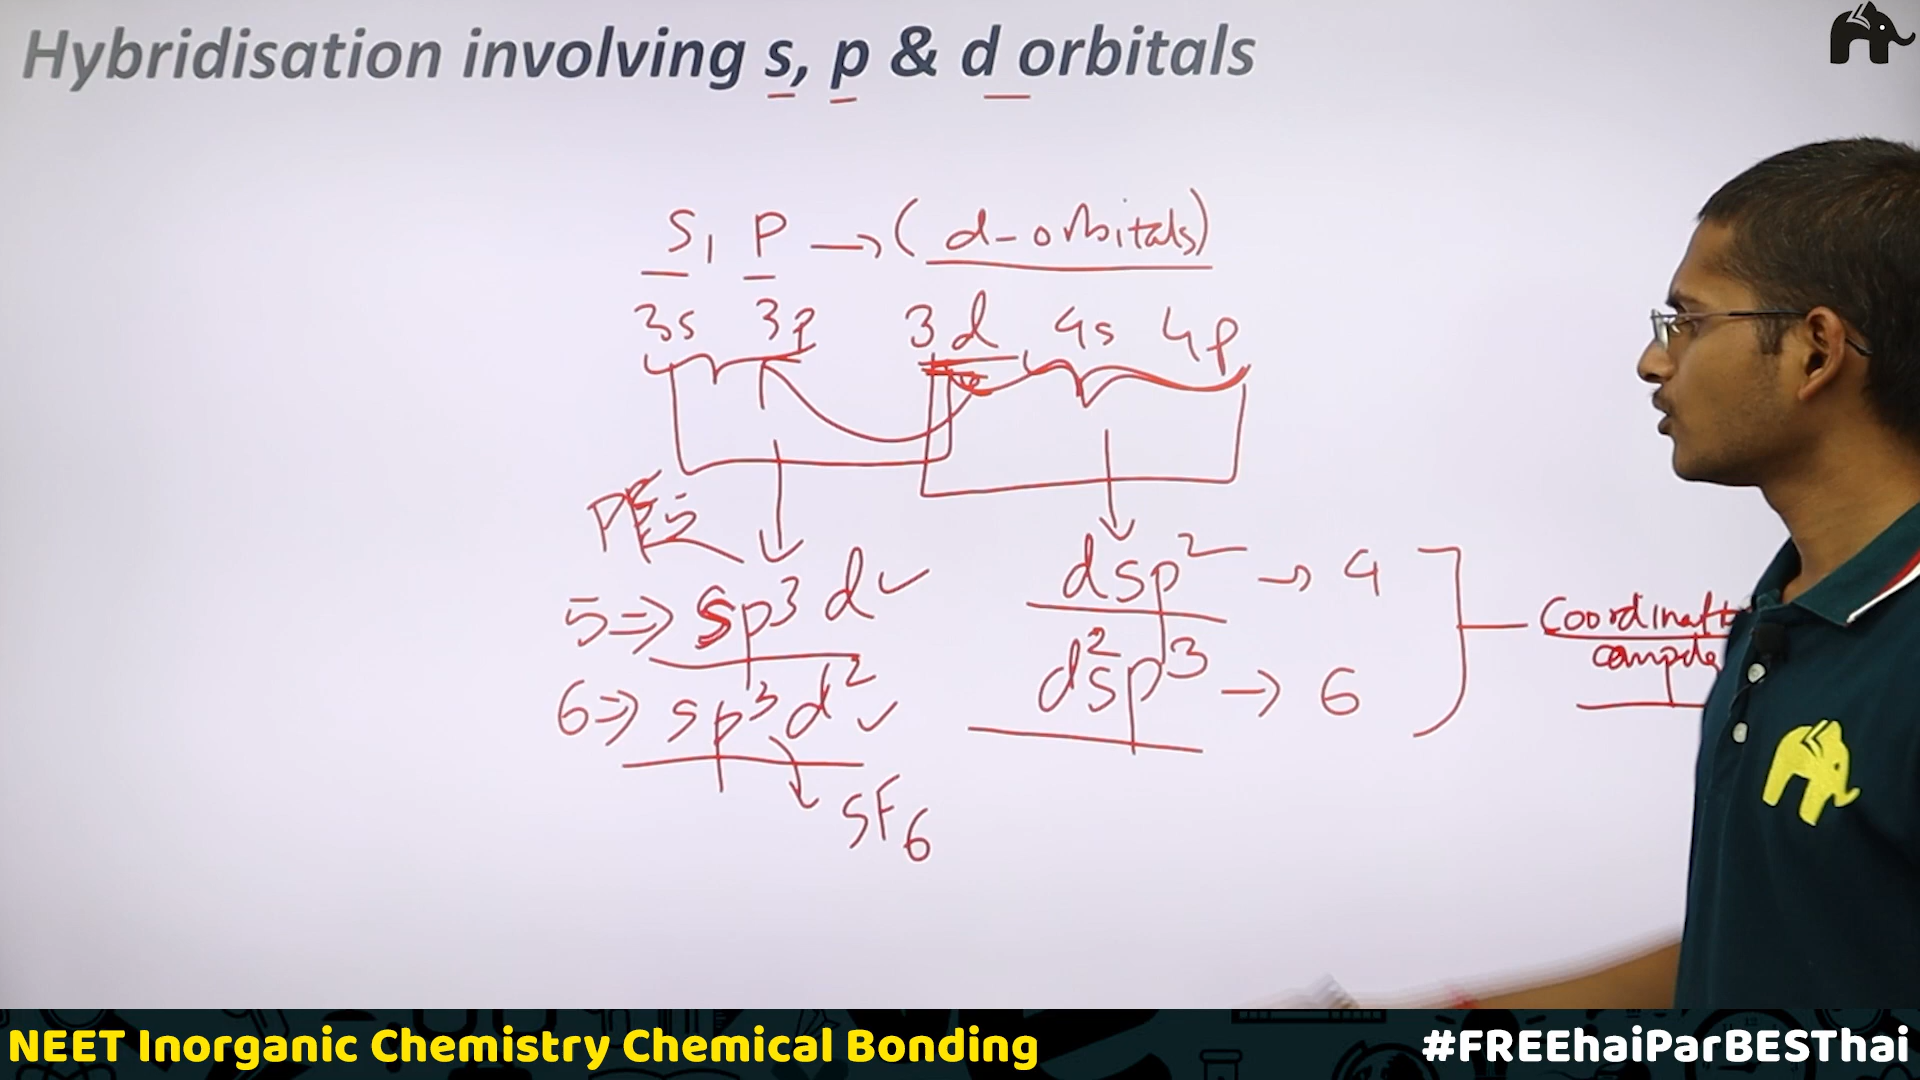 Hybridisation involving s, p & d orbitals
s, p → (d-orbitals)
3s 3p 3d 4s 4p
5 ⇒ sp³d ✓
6 ⇒ sp³d² ✓
SF₆
dsp² → 4
d²sp³ → 6
NEET Inorganic Chemistry Chemical Bonding
#FREEhaiParBESThai